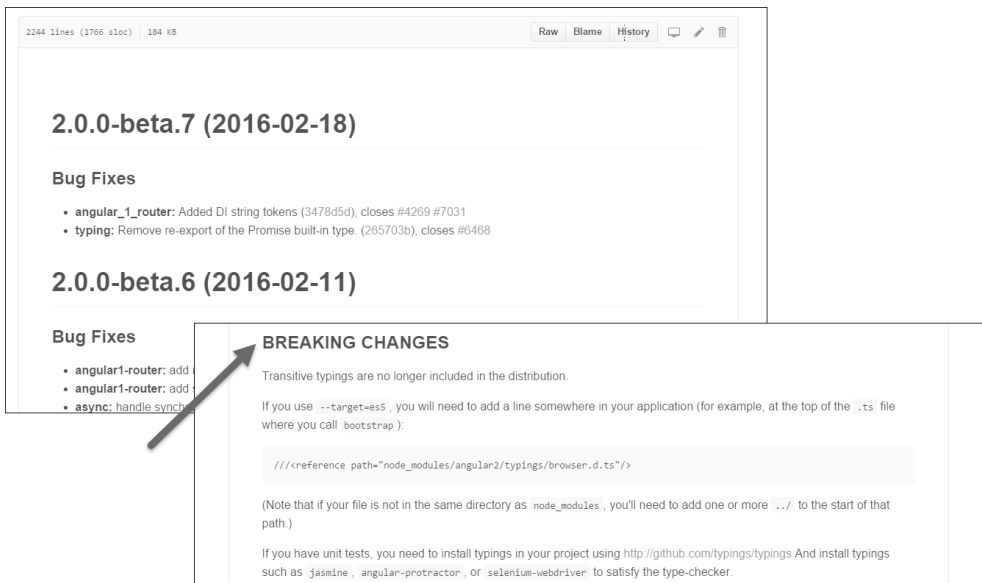 2244 lines (1766 sloc) | 184 KB
Raw Blame History
2.0.0-beta.7 (2016-02-18)
Bug Fixes
• angular_1_router: Added DI string tokens (3478d5d), closes #4269 #7031
• typing: Remove re-export of the Promise built-in type. (265703b), closes #6468
2.0.0-beta.6 (2016-02-11)
Bug Fixes
• angular1-router: add
• angular1-router: add
• async: handle
BREAKING CHANGES
Transitive typings are no longer included in the distribution.
If you use --target=es5 , you will need to add a line somewhere in your application (for example, at the top of the .ts file
where you call bootstrap ):
///<reference path="node_modules/angular2/typings/browser.d.ts"/>
(Note that if your file is not in the same directory as node_modules , you'll need to add one or more ../ to the start of that
path.)
If you have unit tests, you need to install typings in your project using http://github.com/typings/typings And install typings
such as jasmine , angular-protractor , or selenium-webdriver to satisfy the type-checker.